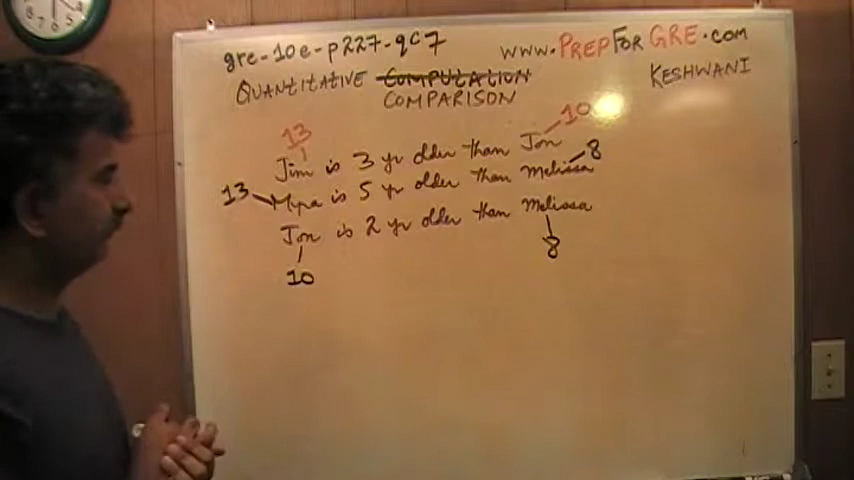 gre-10e-p227-qc7
www.PREPFORGRE.com
QUANTITATIVE COMPUTATION
COMPARISON
KESHWANI
13
10
Jim is 3 yr older than Jon
8
13
Myra is 5 yr older than Melissa
Jon is 2 yr older than Melissa
10
8